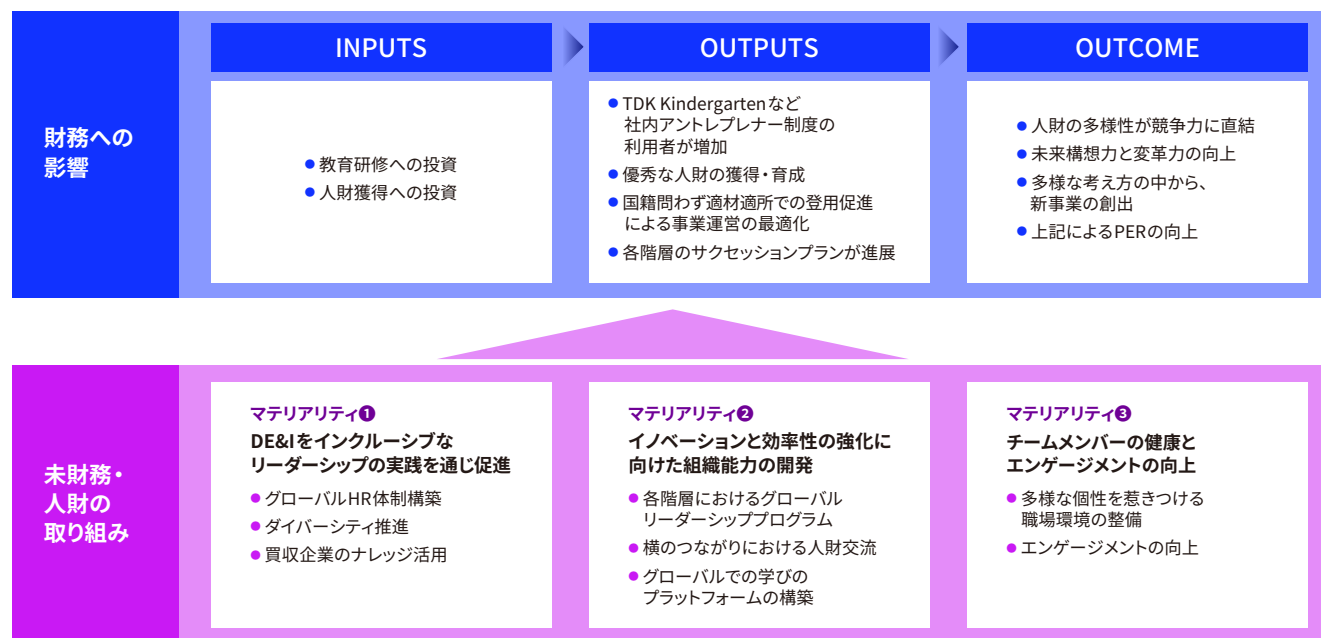 財務への
影響
INPUTS
● 教育研修への投資
● 人財獲得への投資
OUTPUTS
● TDK Kindergartenなど
社内アントレプレナー制度の
利用者が増加
● 優秀な人財の獲得・育成
● 国籍問わず適材適所での登用促進
による事業運営の最適化
● 各階層のサクセッションプランが進展
OUTCOME
● 人財の多様性が競争力に直結
● 未来構想力と変革力の向上
● 多様な考え方の中から、
新事業の創出
● 上記によるPERの向上
未財務・
人財の
取り組み
マテリアリティ❶
DE&Iをインクルーシブな
リーダーシップの実践を通じ促進
● グローバルHR体制構築
● ダイバーシティ推進
● 買収企業のナレッジ活用
マテリアリティ❷
イノベーションと効率性の強化に
向けた組織能力の開発
● 各階層におけるグローバル
リーダーシッププログラム
● 横のつながりにおける人財交流
● グローバルでの学びの
プラットフォームの構築
マテリアリティ❸
チームメンバーの健康と
エンゲージメントの向上
● 多様な個性を惹きつける
職場環境の整備
● エンゲージメントの向上